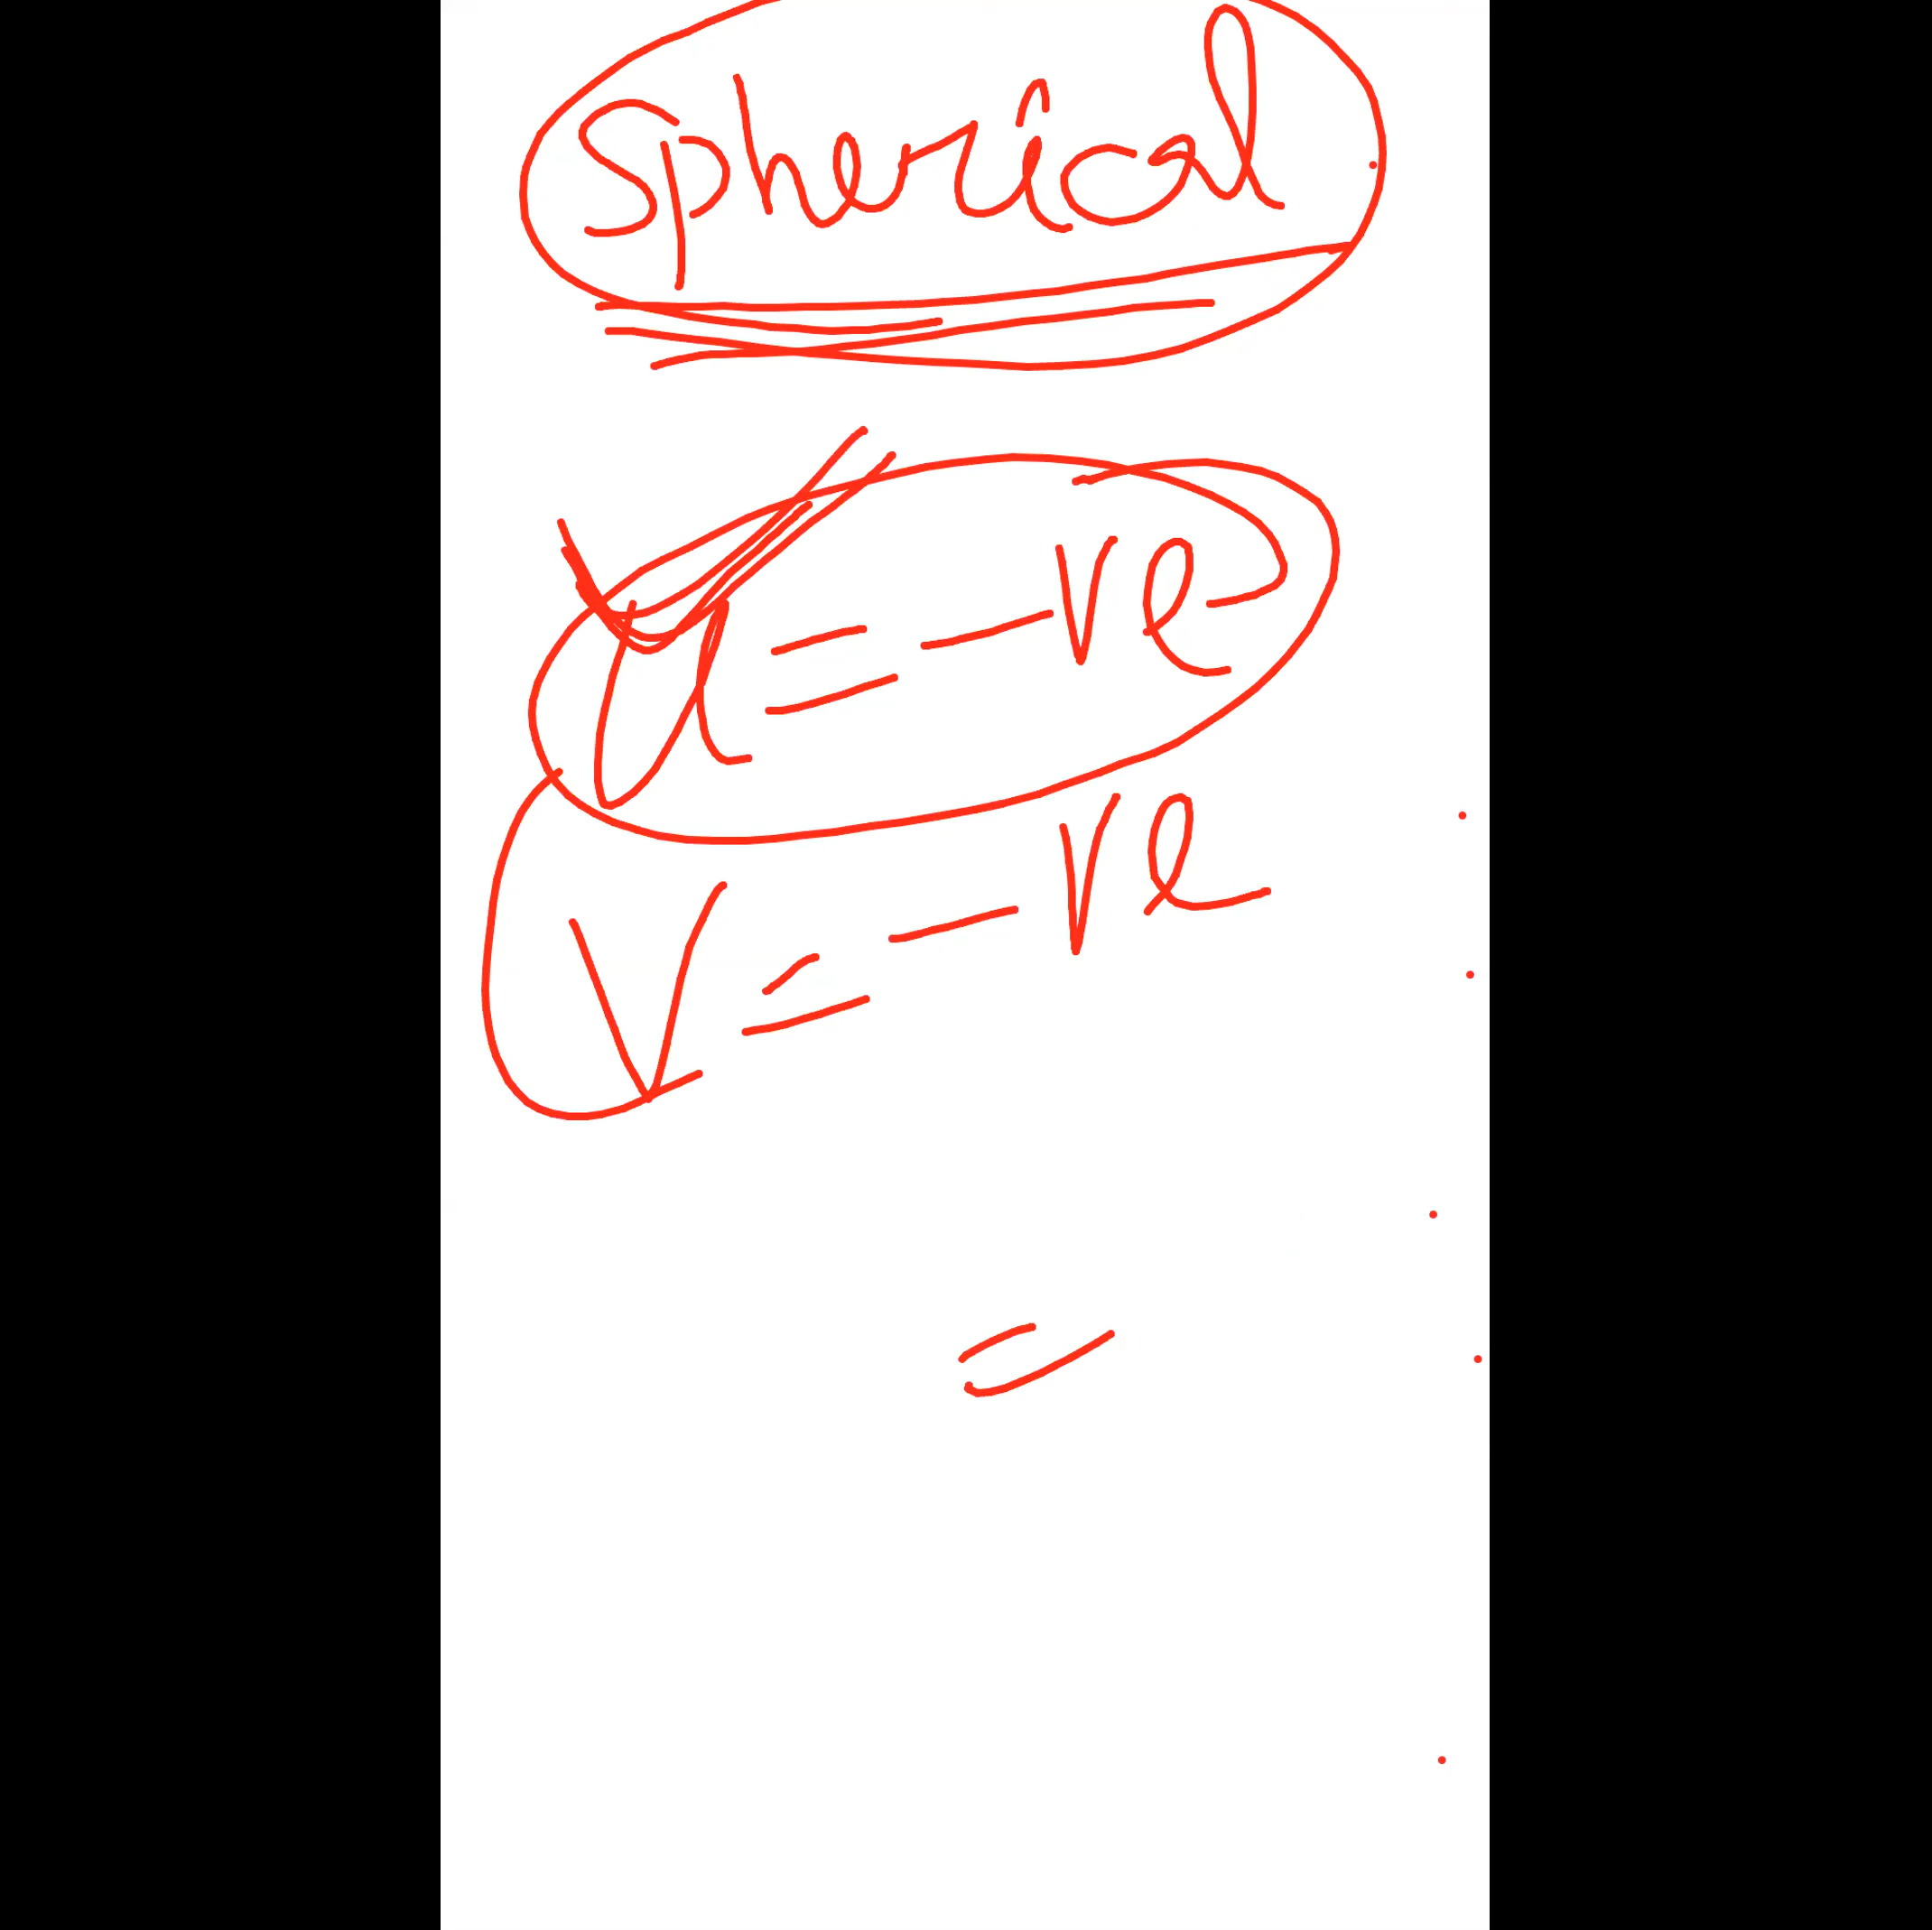 Spherical
u = -ve
V = -ve
=